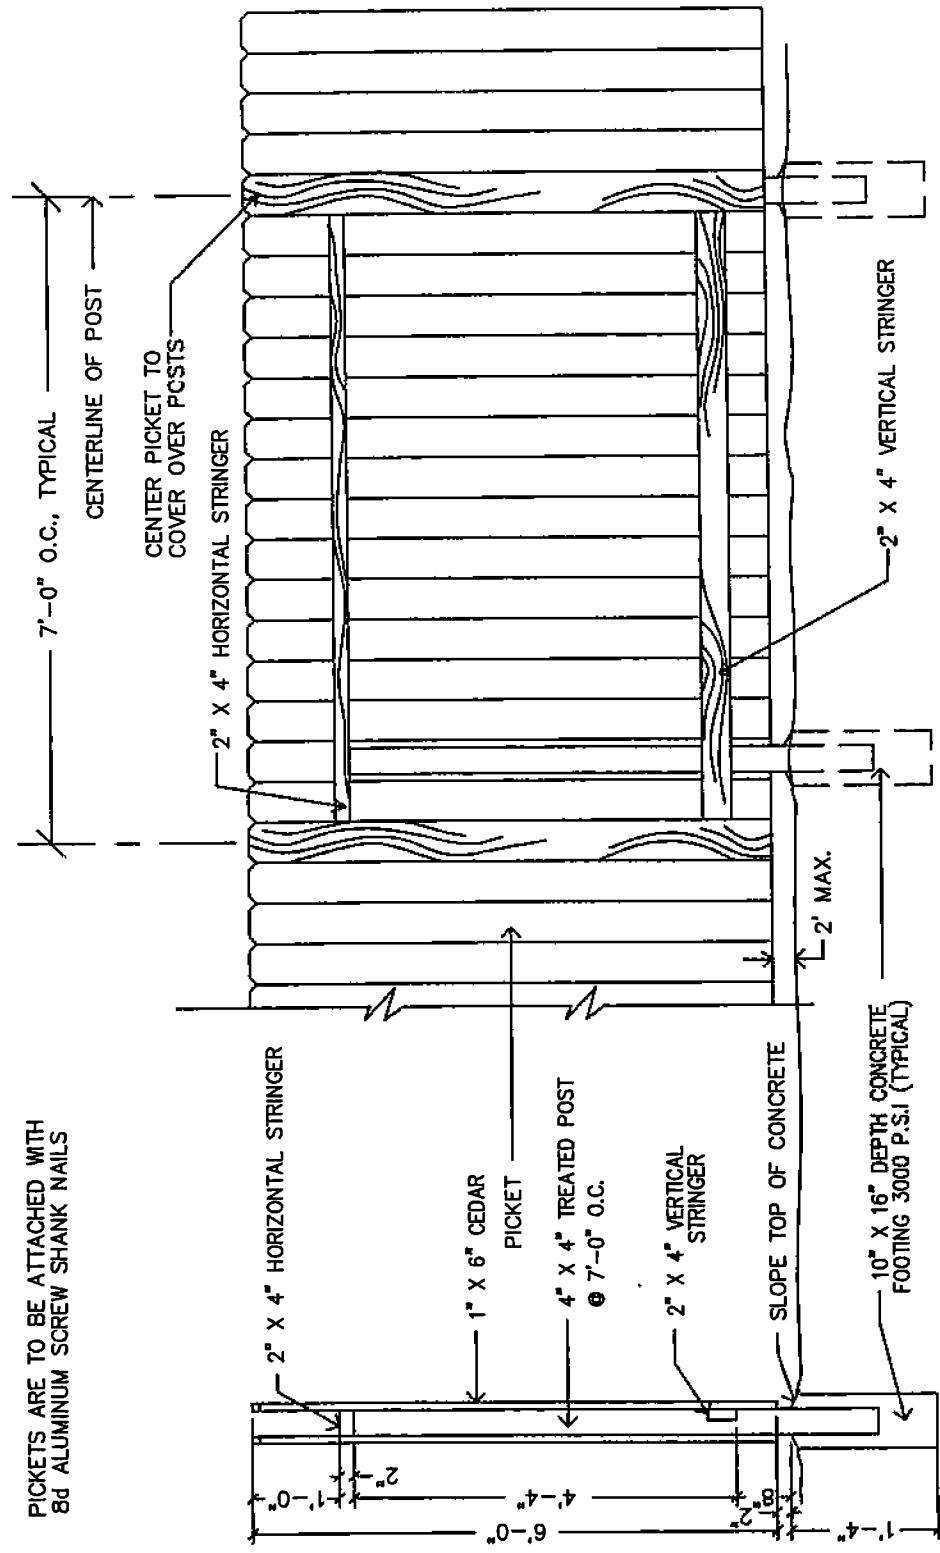 PICKETS ARE TO BE ATTACHED WITH
8d ALUMINUM SCREW SHANK NAILS
7'-0" O.C., TYPICAL
CENTERLINE OF POST
CENTER PICKET TO
COVER OVER POSTS
2" X 4" HORIZONTAL STRINGER
2" X 4" HORIZONTAL STRINGER
1" X 6" CEDAR
PICKET
4" X 4" TREATED POST
@ 7'-0" O.C.
2" X 4" VERTICAL
STRINGER
SLOPE TOP OF CONCRETE
10" X 16" DEPTH CONCRETE
FOOTING 3000 P.S.I (TYPICAL)
2' MAX.
2" X 4" VERTICAL STRINGER
1'-0"
2"
4'-4"
6'-0"
8"
2"
1'-4"